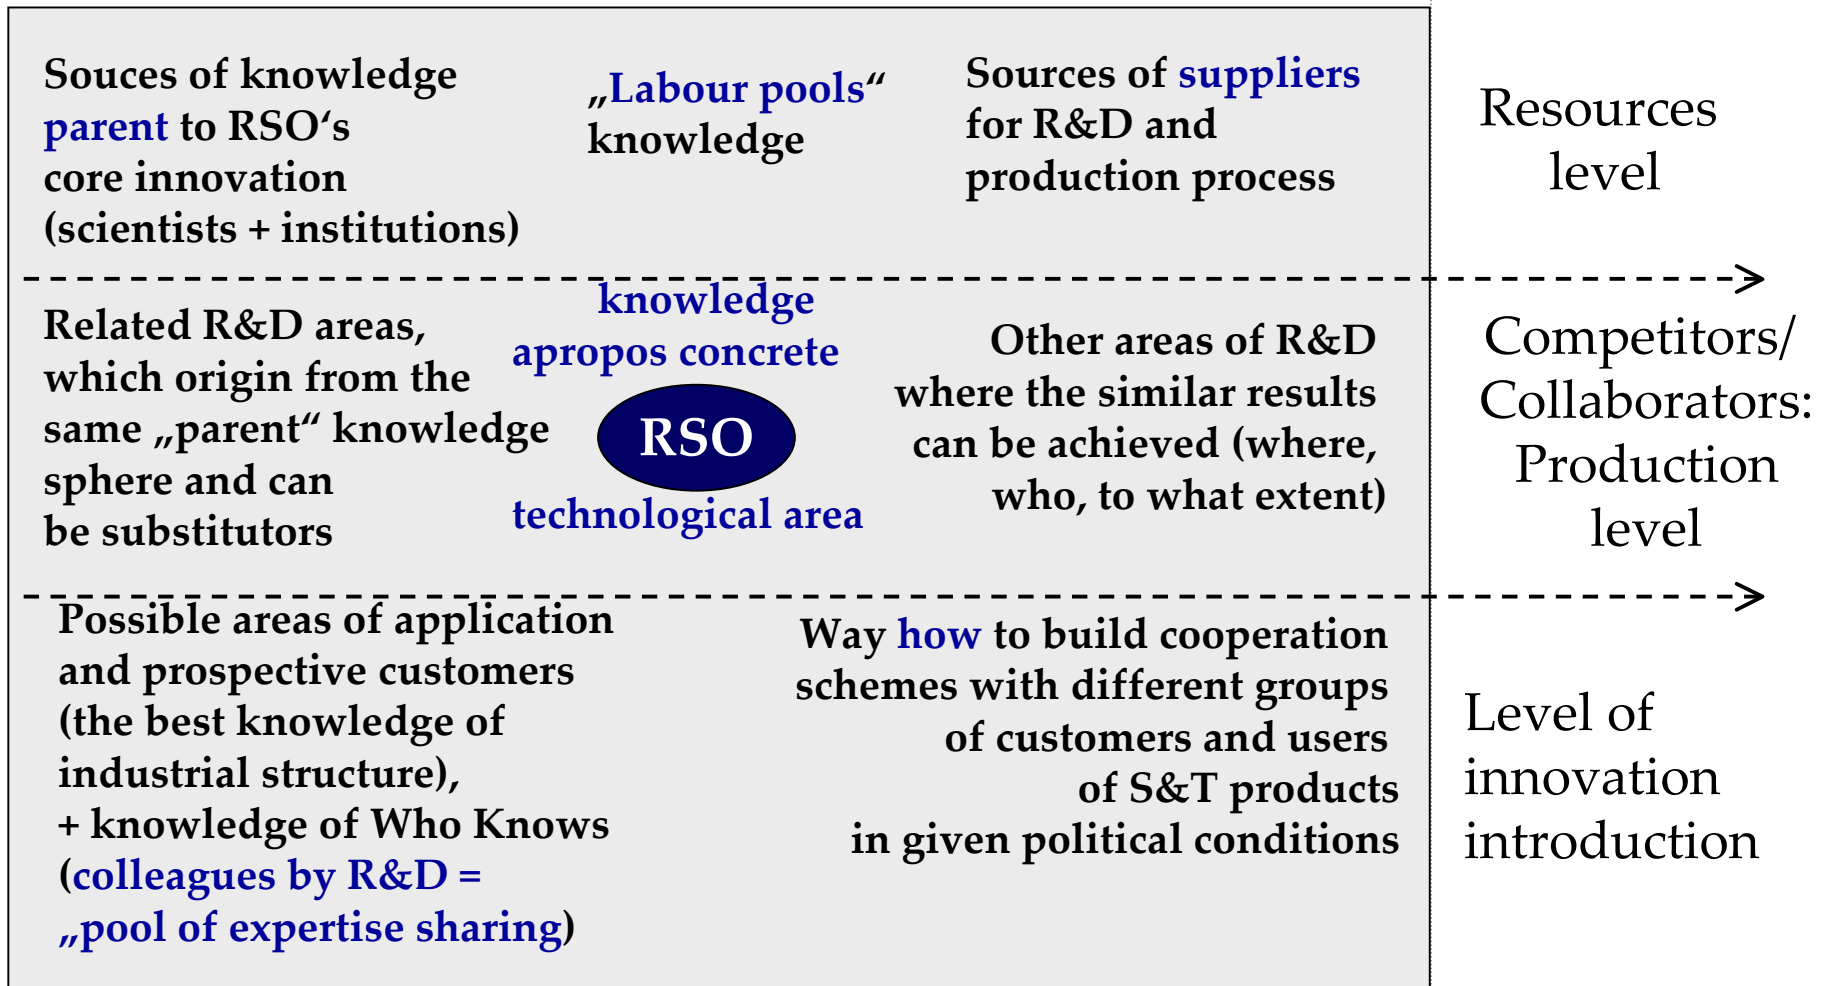 Souces of knowledge
parent to RSO‘s
core innovation
(scientists + institutions)
„Labour pools“
knowledge
Sources of suppliers
for R&D and
production process
Resources
level
Related R&D areas,
which origin from the
same „parent“ knowledge
sphere and can
be substitutors
knowledge
apropos concrete
RSO
technological area
Other areas of R&D
where the similar results
can be achieved (where,
who, to what extent)
Competitors/
Collaborators:
Production
level
Possible areas of application
and prospective customers
(the best knowledge of
industrial structure),
+ knowledge of Who Knows
(colleagues by R&D =
„pool of expertise sharing)
Way how to build cooperation
schemes with different groups
of customers and users
of S&T products
in given political conditions
Level of
innovation
introduction